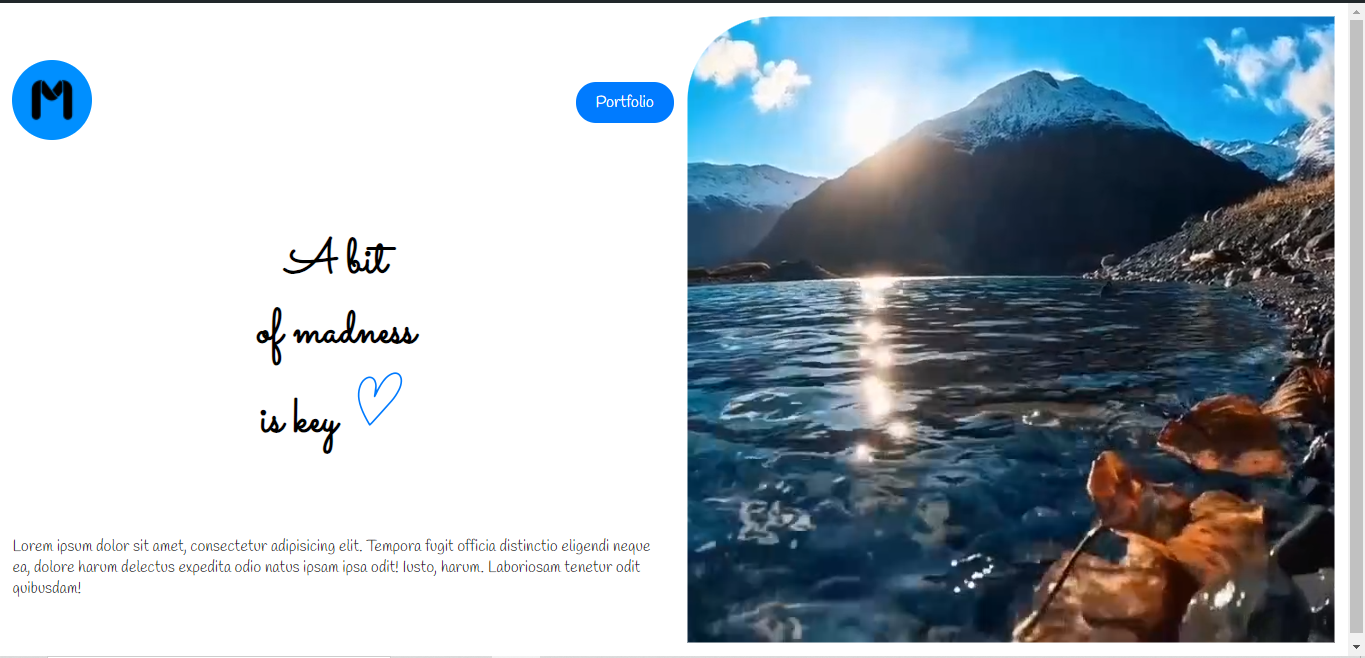 M
Portfolio
A bit
of madness
is key
Lorem ipsum dolor sit amet, consectetur adipisicing elit. Tempora fugit officia distinctio eligendi neque
ea, dolore harum delectus expedita odio natus ipsam ipsa odit! Iusto, harum. Laboriosam tenetur odit
quibusdam!